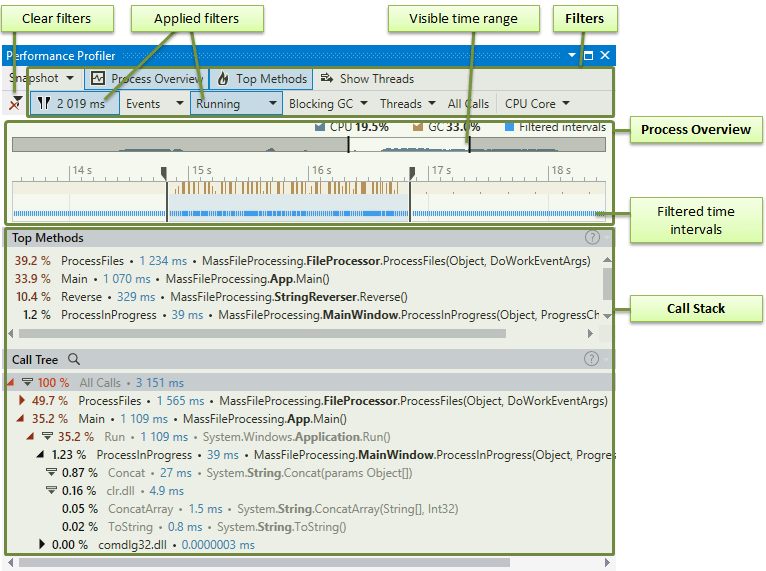 Clear filters
Applied filters
Visible time range
Filters
Performance Profiler
Snapshot
Process Overview
Top Methods
Show Threads
2 019 ms
Events
Running
Blocking GC
Threads
All Calls
CPU Core
CPU 19.5%
GC 33.0%
Filtered intervals
Process Overview
14 s
15 s
16 s
17 s
18 s
Filtered time
intervals
Top Methods
?
39.2 % ProcessFiles • 1 234 ms • MassFileProcessing.FileProcessor.ProcessFiles(Object, DoWorkEventArgs)
33.9 % Main • 1 070 ms • MassFileProcessing.App.Main()
10.4 % Reverse • 329 ms • MassFileProcessing.StringReverser.Reverse()
1.2 % ProcessInProgress • 39 ms • MassFileProcessing.MainWindow.ProcessInProgress(Object, ProgressCh
Call Stack
Call Tree
?
100 % All Calls • 3 151 ms
49.7 % ProcessFiles • 1 565 ms • MassFileProcessing.FileProcessor.ProcessFiles(Object, DoWorkEventArgs)
35.2 % Main • 1 109 ms • MassFileProcessing.App.Main()
35.2 % Run • 1 109 ms • System.Windows.Application.Run()
1.23 % ProcessInProgress • 39 ms • MassFileProcessing.MainWindow.ProcessInProgress(Object, Progres
0.87 % Concat • 27 ms • System.String.Concat(params Object[])
0.16 % clr.dll • 4.9 ms
0.05 % ConcatArray • 1.5 ms • System.String.ConcatArray(String[], Int32)
0.02 % ToString • 0.8 ms • System.String.ToString()
0.00 % comdlg32.dll • 0.0000003 ms